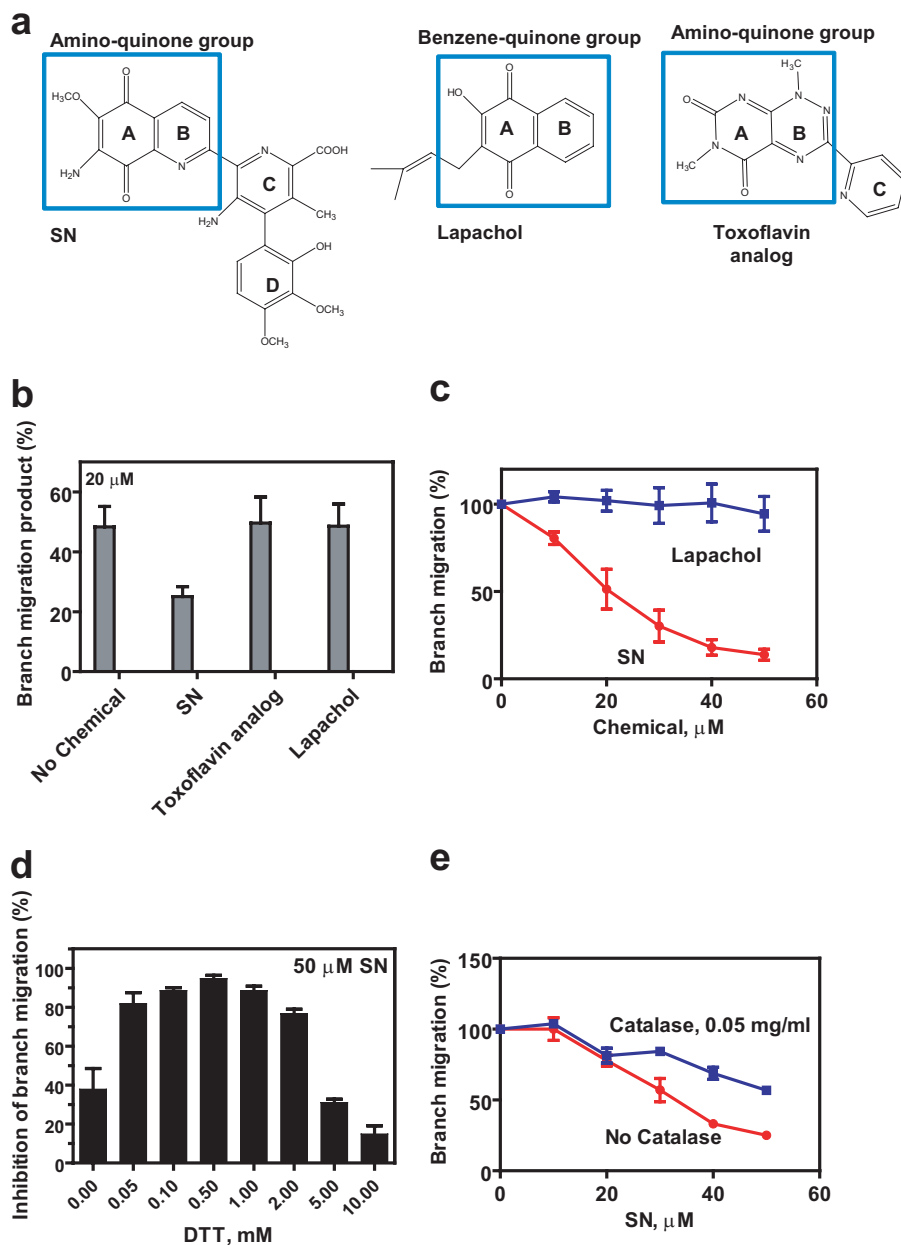 a
Amino-quinone group
Benzene-quinone group
Amino-quinone group
O
H₃CO
A
B
H₂N
N
O
N
COOH
C
H₂N
CH₃
OH
D
OCH₃
OCH₃
SN
O
HO
A
B
O
Lapachol
CH₃
O
N
N
N
A
B
N
H₃C
N
O
C
N
Toxoflavin
analog
b
Branch migration product (%)
60
40
20
0
20 μM
No Chemical
SN
Toxoflavin analog
Lapachol
c
Branch migration (%)
100
50
0
Lapachol
SN
0
20
40
60
Chemical, μM
d
Inhibition of branch migration (%)
100
80
60
40
20
0
50 μM SN
0.00
0.05
0.10
0.50
1.00
2.00
5.00
10.00
DTT, mM
e
Branch migration (%)
150
100
50
0
Catalase, 0.05 mg/ml
No Catalase
0
20
40
60
SN, μM